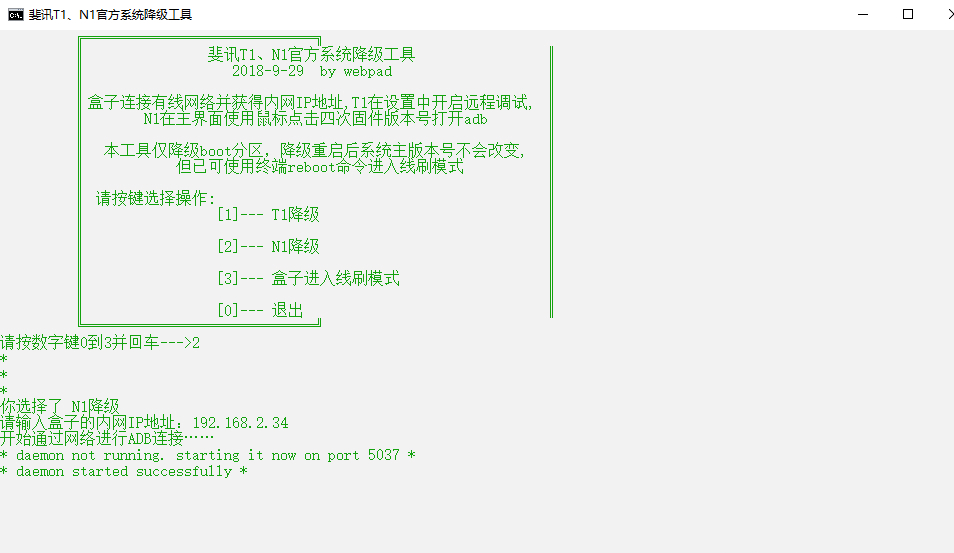 斐讯T1、N1官方系统降级工具
斐讯T1、N1官方系统降级工具
2018-9-29 by webpad
盒子连接有线网络并获得内网IP地址,T1在设置中开启远程调试,
N1在主界面使用鼠标点击四次固件版本号打开adb
本工具仅降级boot分区, 降级重启后系统主版本号不会改变,
但已可使用终端reboot命令进入线刷模式
请按键选择操作:
[1]--- T1降级
[2]--- N1降级
[3]--- 盒子进入线刷模式
[0]--- 退出
请按数字键0到3并回车--->2
*
*
*
你选择了 N1降级
请输入盒子的内网IP地址: 192.168.2.34
开始通过网络进行ADB连接……
* daemon not running. starting it now on port 5037 *
* daemon started successfully *